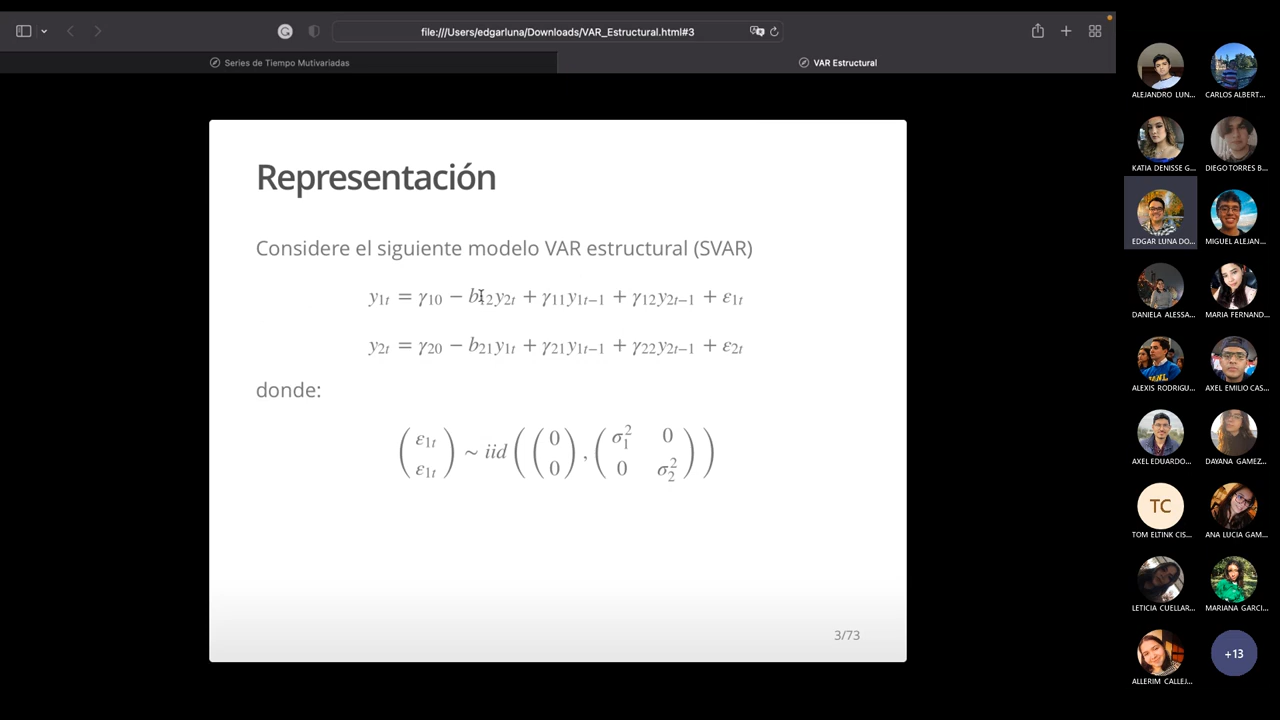 file:///Users/edgarluna/Downloads/VAR_Estructural.html#3
Series de Tiempo Mutivariadas
VAR Estructural
Representación
Considere el siguiente modelo VAR estructural (SVAR)
y₁ₜ = γ₁₀ − b₁₂y₂ₜ + γ₁₁y₁ₜ₋₁ + γ₁₂y₂ₜ₋₁ + ε₁ₜ
y₂ₜ = γ₂₀ − b₂₁y₁ₜ + γ₂₁y₁ₜ₋₁ + γ₂₂y₂ₜ₋₁ + ε₂ₜ
donde:
(ε₁ₜ ε₁ₜ) ~ iid ((0 0), (σ₁² 0 0 σ₂²))
3/73
ALEJANDRO LUN...
CARLOS ALBERT...
KATIA DENISSE G...
DIEGO TORRES B...
EDGAR LUNA DO...
MIGUEL ALEJAN...
DANIELA ALESSA...
MARIA FERNAND...
ALEXIS RODRIGU...
AXEL EMILIO CAS...
AXEL EDUARDO...
DAYANA GAMEZ...
TC
TOM ELTINK CIS...
ANA LUCIA GAM...
LETICIA CUELLAR...
MARIANA GARCI...
ALLERIM CALLEJ...
+13